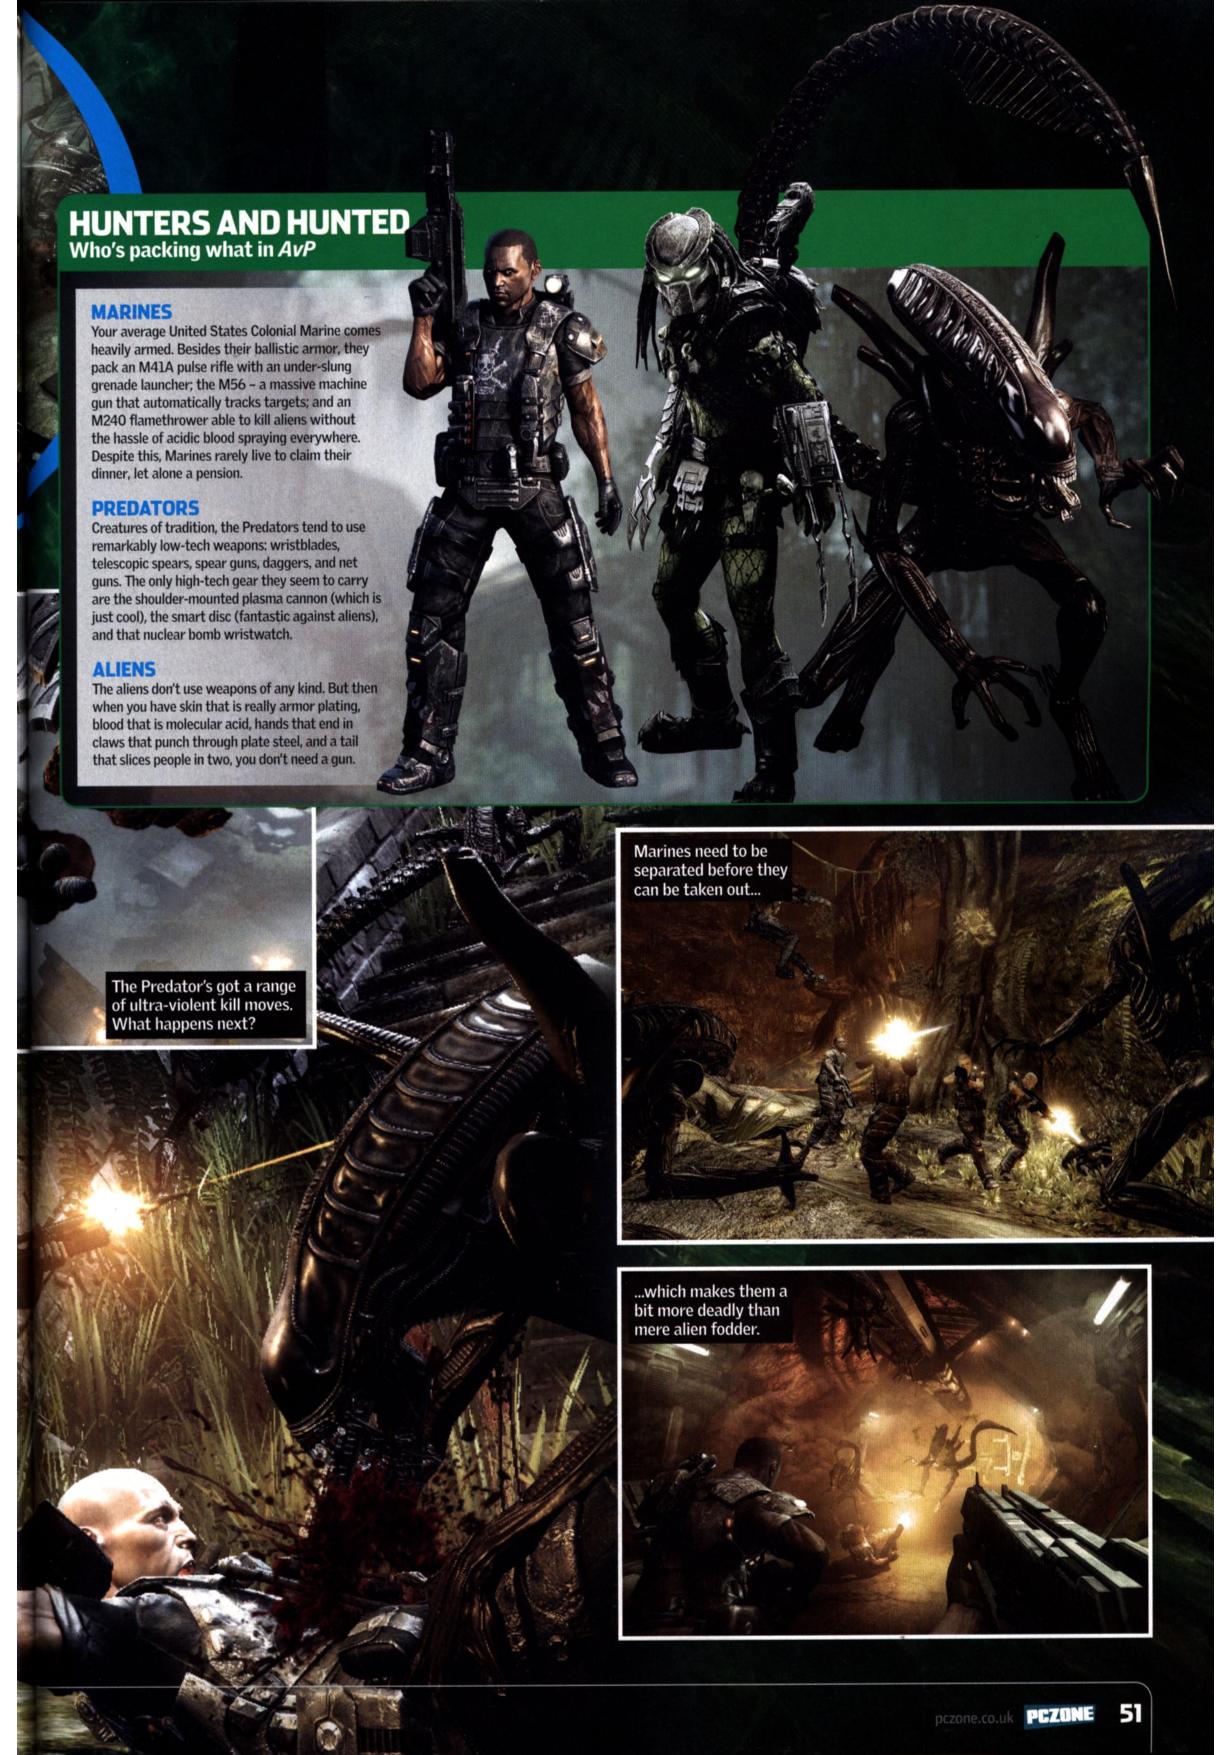 HUNTERS AND HUNTED
Who's packing what in AvP
MARINES
Your average United States Colonial Marine comes
heavily armed. Besides their ballistic armor, they
pack an M41A pulse rifle with an under-slung
grenade launcher; the M56 – a massive machine
gun that automatically tracks targets; and an
M240 flamethrower able to kill aliens without
the hassle of acidic blood spraying everywhere.
Despite this, Marines rarely live to claim their
dinner, let alone a pension.
PREDATORS
Creatures of tradition, the Predators tend to use
remarkably low-tech weapons: wristblades,
telescopic spears, spear guns, daggers, and net
guns. The only high-tech gear they seem to carry
are the shoulder-mounted plasma cannon (which is
just cool), the smart disc (fantastic against aliens),
and that nuclear bomb wristwatch.
ALIENS
The aliens don't use weapons of any kind. But then
when you have skin that is really armor plating,
blood that is molecular acid, hands that end in
claws that punch through plate steel, and a tail
that slices people in two, you don't need a gun.
The Predator's got a range
of ultra-violent kill moves.
What happens next?
Marines need to be
separated before they
can be taken out...
...which makes them a
bit more deadly than
mere alien fodder.
pczone.co.uk PCZONE 51